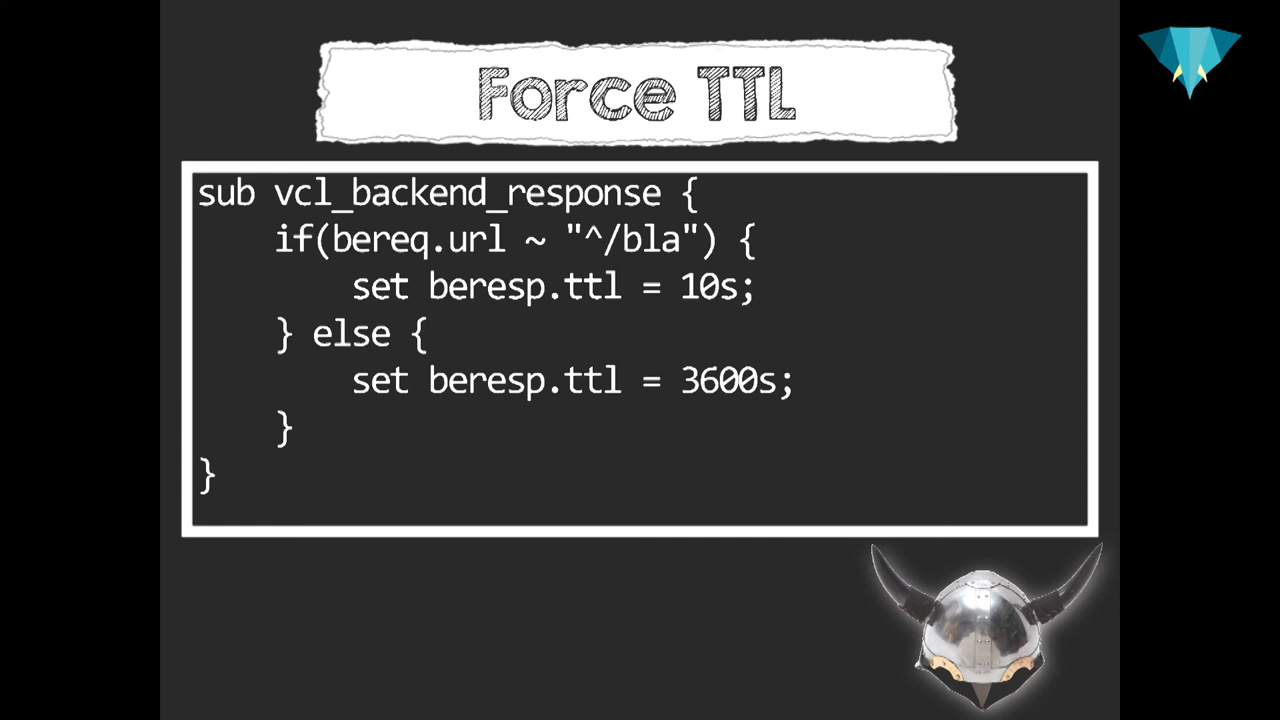 Force TTL
sub vcl_backend_response {
    if(bereq.url ~ "^/bla") {
        set beresp.ttl = 10s;
    } else {
        set beresp.ttl = 3600s;
    }
}